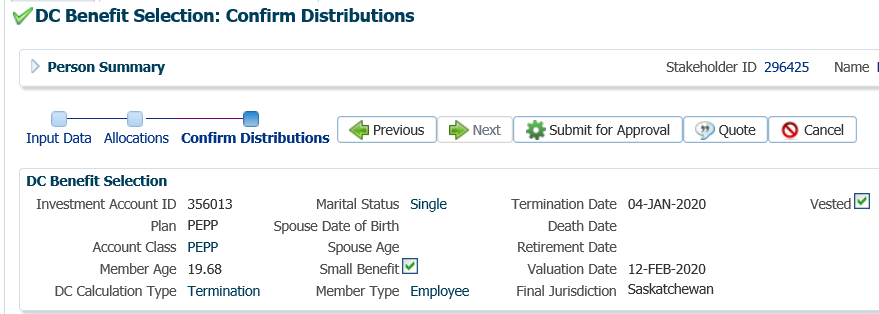 DC Benefit Selection: Confirm Distributions
Person Summary Stakeholder ID 296425 Name
Input Data Allocations Confirm Distributions Previous Next Submit for Approval Quote Cancel
DC Benefit Selection
Investment Account ID 356013 Marital Status Single Termination Date 04-JAN-2020 Vested
Plan PEPP Spouse Date of Birth Death Date
Account Class PEPP Spouse Age Retirement Date
Member Age 19.68 Small Benefit Valuation Date 12-FEB-2020
DC Calculation Type Termination Member Type Employee Final Jurisdiction Saskatchewan